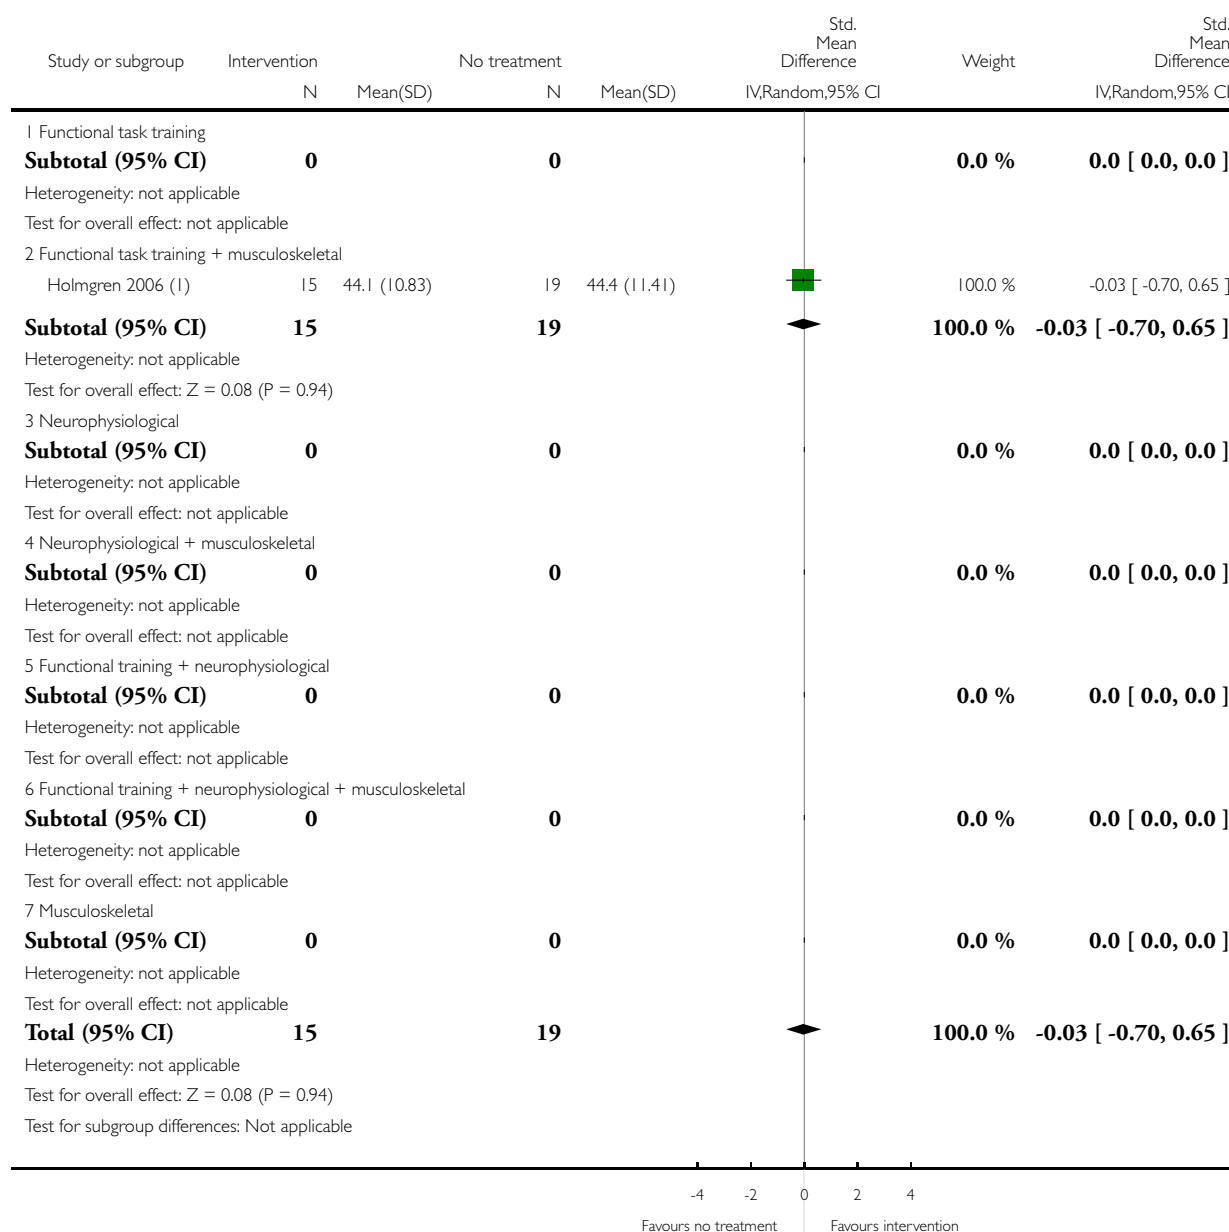 Std.
Mean
Difference
Std.
Mean
Difference
Study or subgroup Intervention No treatment Weight
N Mean(SD) N Mean(SD) IV,Random,95% CI IV,Random,95% CI
1 Functional task training
Subtotal (95% CI) 0 0 0.0 % 0.0 [ 0.0, 0.0 ]
Heterogeneity: not applicable
Test for overall effect: not applicable
2 Functional task training + musculoskeletal
Holmgren 2006 (1) 15 44.1 (10.83) 19 44.4 (11.41) 100.0 % -0.03 [ -0.70, 0.65 ]
Subtotal (95% CI) 15 19 100.0 % -0.03 [ -0.70, 0.65 ]
Heterogeneity: not applicable
Test for overall effect: Z = 0.08 (P = 0.94)
3 Neurophysiological
Subtotal (95% CI) 0 0 0.0 % 0.0 [ 0.0, 0.0 ]
Heterogeneity: not applicable
Test for overall effect: not applicable
4 Neurophysiological + musculoskeletal
Subtotal (95% CI) 0 0 0.0 % 0.0 [ 0.0, 0.0 ]
Heterogeneity: not applicable
Test for overall effect: not applicable
5 Functional training + neurophysiological
Subtotal (95% CI) 0 0 0.0 % 0.0 [ 0.0, 0.0 ]
Heterogeneity: not applicable
Test for overall effect: not applicable
6 Functional training + neurophysiological + musculoskeletal
Subtotal (95% CI) 0 0 0.0 % 0.0 [ 0.0, 0.0 ]
Heterogeneity: not applicable
Test for overall effect: not applicable
7 Musculoskeletal
Subtotal (95% CI) 0 0 0.0 % 0.0 [ 0.0, 0.0 ]
Heterogeneity: not applicable
Test for overall effect: not applicable
Total (95% CI) 15 19 100.0 % -0.03 [ -0.70, 0.65 ]
Heterogeneity: not applicable
Test for overall effect: Z = 0.08 (P = 0.94)
Test for subgroup differences: Not applicable
-4 -2 0 2 4
Favours no treatment Favours intervention